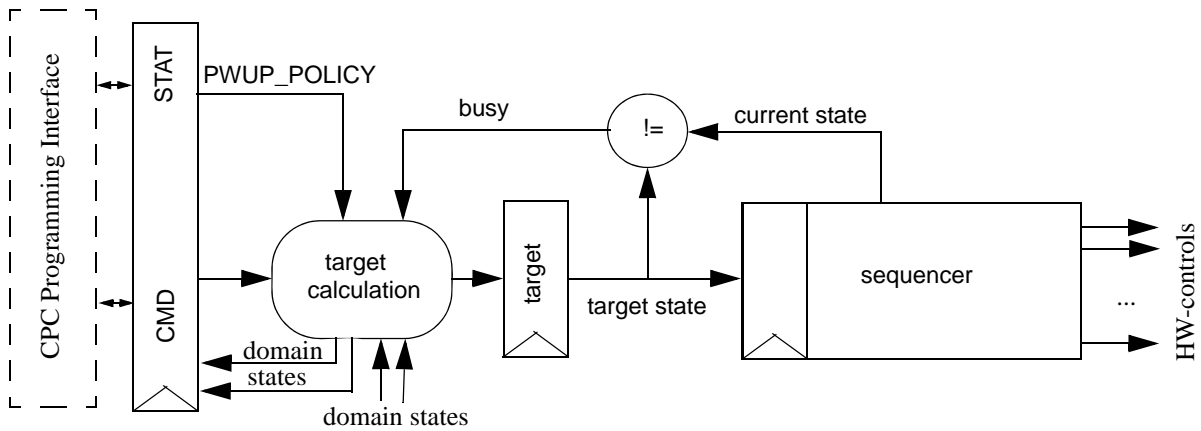 CPC Programming Interface
STAT
CMD
PWUP_POLICY
busy
!=
current state
target
calculation
target
target state
sequencer
HW-controls
...
domain
states
domain states